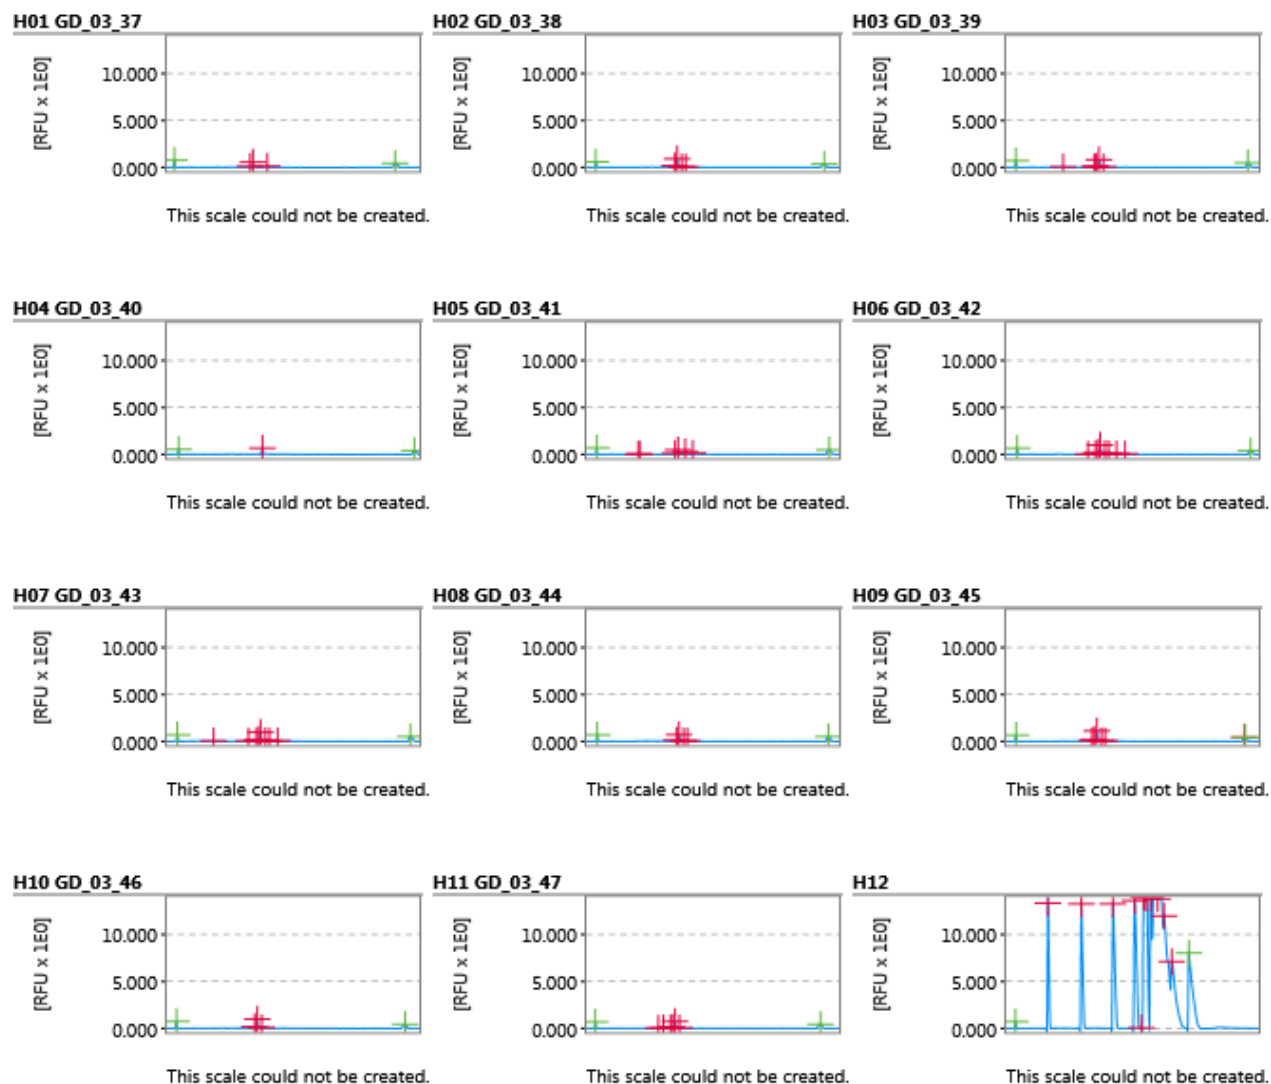 H01 GD_03_37 H02 GD_03_38 H03 GD_03_39
[RFU x 1E0] 10.000 5.000 0.000 [RFU x 1E0] 10.000 5.000 0.000 [RFU x 1E0] 10.000 5.000 0.000
This scale could not be created. This scale could not be created. This scale could not be created.
H04 GD_03_40 H05 GD_03_41 H06 GD_03_42
[RFU x 1E0] 10.000 5.000 0.000 [RFU x 1E0] 10.000 5.000 0.000 [RFU x 1E0] 10.000 5.000 0.000
This scale could not be created. This scale could not be created. This scale could not be created.
H07 GD_03_43 H08 GD_03_44 H09 GD_03_45
[RFU x 1E0] 10.000 5.000 0.000 [RFU x 1E0] 10.000 5.000 0.000 [RFU x 1E0] 10.000 5.000 0.000
This scale could not be created. This scale could not be created. This scale could not be created.
H10 GD_03_46 H11 GD_03_47 H12
[RFU x 1E0] 10.000 5.000 0.000 [RFU x 1E0] 10.000 5.000 0.000 [RFU x 1E0] 10.000 5.000 0.000
This scale could not be created. This scale could not be created. This scale could not be created.